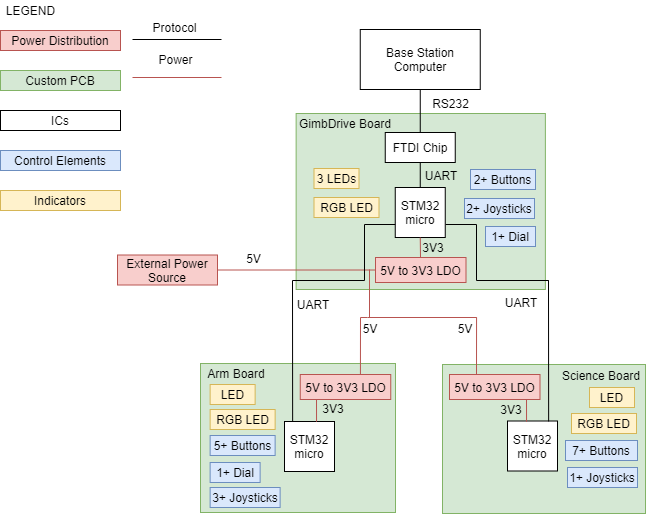 LEGEND
Power Distribution
Protocol
Power
Custom PCB
ICs
Control Elements
Indicators
Base Station
Computer
RS232
GimbDrive Board
FTDI Chip
UART
3 LEDs
RGB LED
STM32
micro
2+ Buttons
2+ Joysticks
1+ Dial
3V3
5V to 3V3 LDO
External Power
Source
5V
UART
UART
5V
5V
Arm Board
LED
RGB LED
5+ Buttons
1+ Dial
3+ Joysticks
5V to 3V3 LDO
3V3
STM32
micro
Science Board
5V to 3V3 LDO
3V3
STM32
micro
LED
RGB LED
7+ Buttons
1+ Joysticks